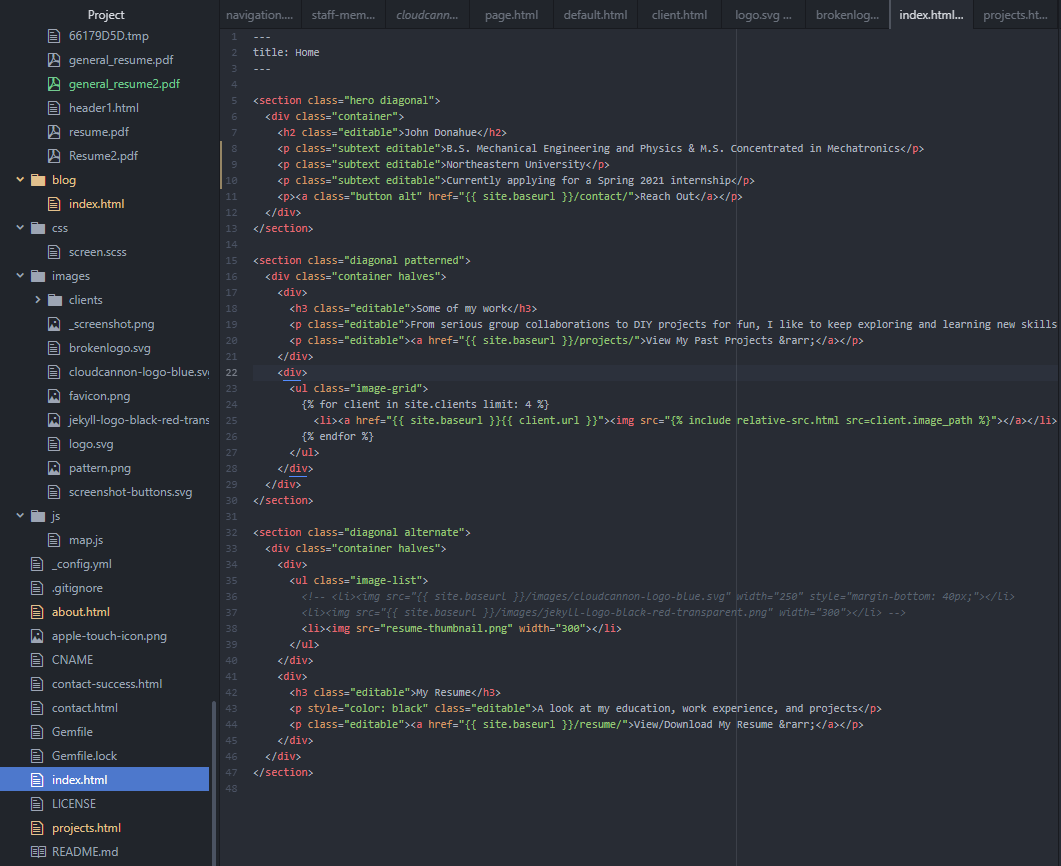 Project
66179D5D.tmp
general_resume.pdf
general_resume2.pdf
header1.html
resume.pdf
Resume2.pdf
blog
index.html
css
screen.scss
images
clients
_screenshot.png
brokenlogo.svg
cloudcannon-logo-blue.svg
favicon.png
jekyll-logo-black-red-trans
logo.svg
pattern.png
screenshot-buttons.svg
js
map.js
_config.yml
.gitignore
about.html
apple-touch-icon.png
CNAME
contact-success.html
contact.html
Gemfile
Gemfile.lock
index.html
LICENSE
projects.html
README.md
navigation.... staff-mem... cloudcann... page.html default.html client.html logo.svg ... brokenlog... index.html... projects.ht...
1 ---
2 title: Home
3 ---
4
5 <section class="hero diagonal">
6 <div class="container">
7 <h2 class="editable">John Donahue</h2>
8 <p class="subtext editable">B.S. Mechanical Engineering and Physics & M.S. Concentrated in Mechatronics</p>
9 <p class="subtext editable">Northeastern University</p>
10 <p class="subtext editable">Currently applying for a Spring 2021 internship</p>
11 <p><a class="button alt" href="{{ site.baseurl }}/contact/">Reach Out</a></p>
12 </div>
13 </section>
14
15 <section class="diagonal patterned">
16 <div class="container halves">
17 <div>
18 <h3 class="editable">Some of my work</h3>
19 <p class="editable">From serious group collaborations to DIY projects for fun, I like to keep exploring and learning new skills
20 <p class="editable"><a href="{{ site.baseurl }}/projects/">View My Past Projects &rarr;</a></p>
21 </div>
22 <div>
23 <ul class="image-grid">
24 {% for client in site.clients limit: 4 %}
25 <li><a href="{{ site.baseurl }}{{ client.url }}"><img src="{% include relative-src.html src=client.image_path %}"></a></li>
26 {% endfor %}
27 </ul>
28 </div>
29 </div>
30 </section>
31
32 <section class="diagonal alternate">
33 <div class="container halves">
34 <div>
35 <ul class="image-list">
36 <!-- <li><img src="{{ site.baseurl }}/images/cloudcannon-logo-blue.svg" width="250" style="margin-bottom: 40px;"></li>
37 <li><img src="{{ site.baseurl }}/images/jekyll-logo-black-red-transparent.png" width="300"></li> -->
38 <li><img src="resume-thumbnail.png" width="300"></li>
39 </ul>
40 </div>
41 <div>
42 <h3 class="editable">My Resume</h3>
43 <p style="color: black" class="editable">A look at my education, work experience, and projects</p>
44 <p class="editable"><a href="{{ site.baseurl }}/resume/">View/Download My Resume &rarr;</a></p>
45 </div>
46 </div>
47 </section>
48